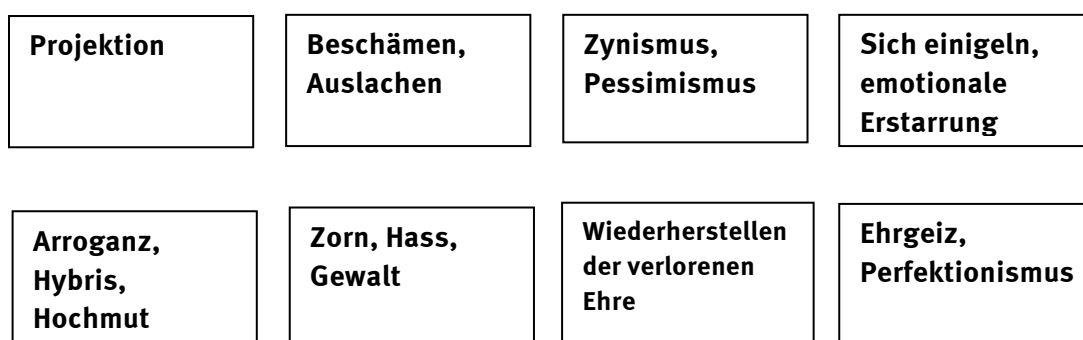 Projektion
Beschämen,
Auslachen
Zynismus,
Pessimismus
Sich einigeln,
emotionale
Erstarrung
Arroganz,
Hybris,
Hochmut
Zorn, Hass,
Gewalt
Wiederherstellen
der verlorenen
Ehre
Ehrgeiz,
Perfektionismus